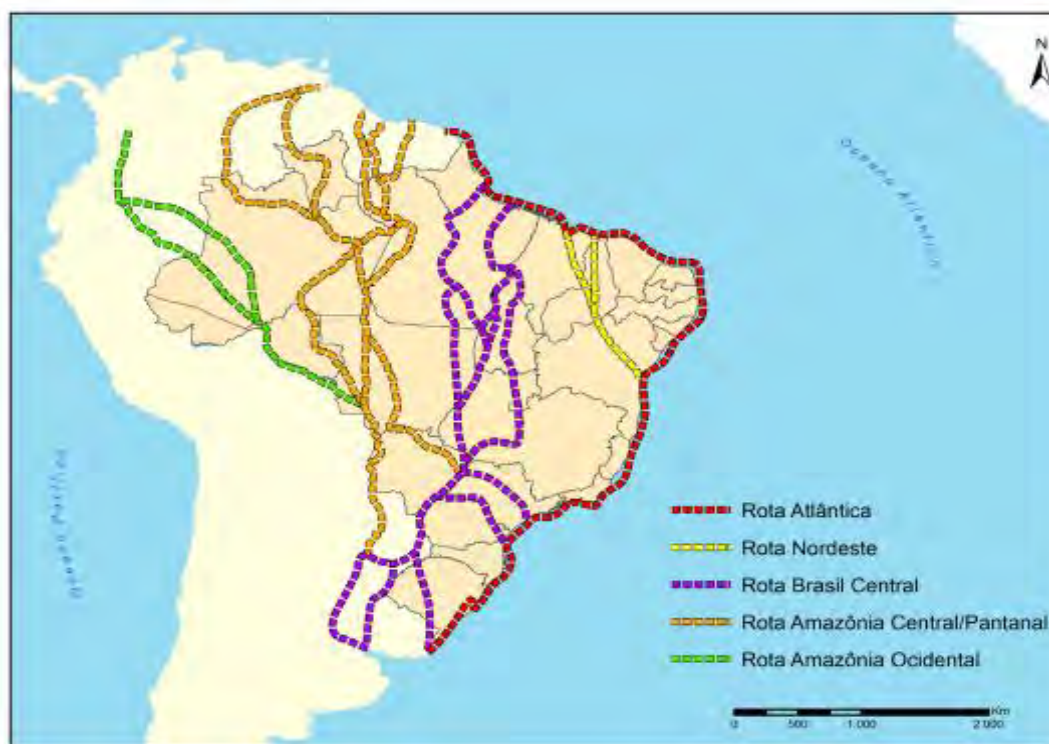 N
Oceano Atlântico
Oceano Pacífico
Rota Atlântica
Rota Nordeste
Rota Brasil Central
Rota Amazônia Central/Pantanal
Rota Amazônia Ocidental
Km
0 500 1.000 2.000